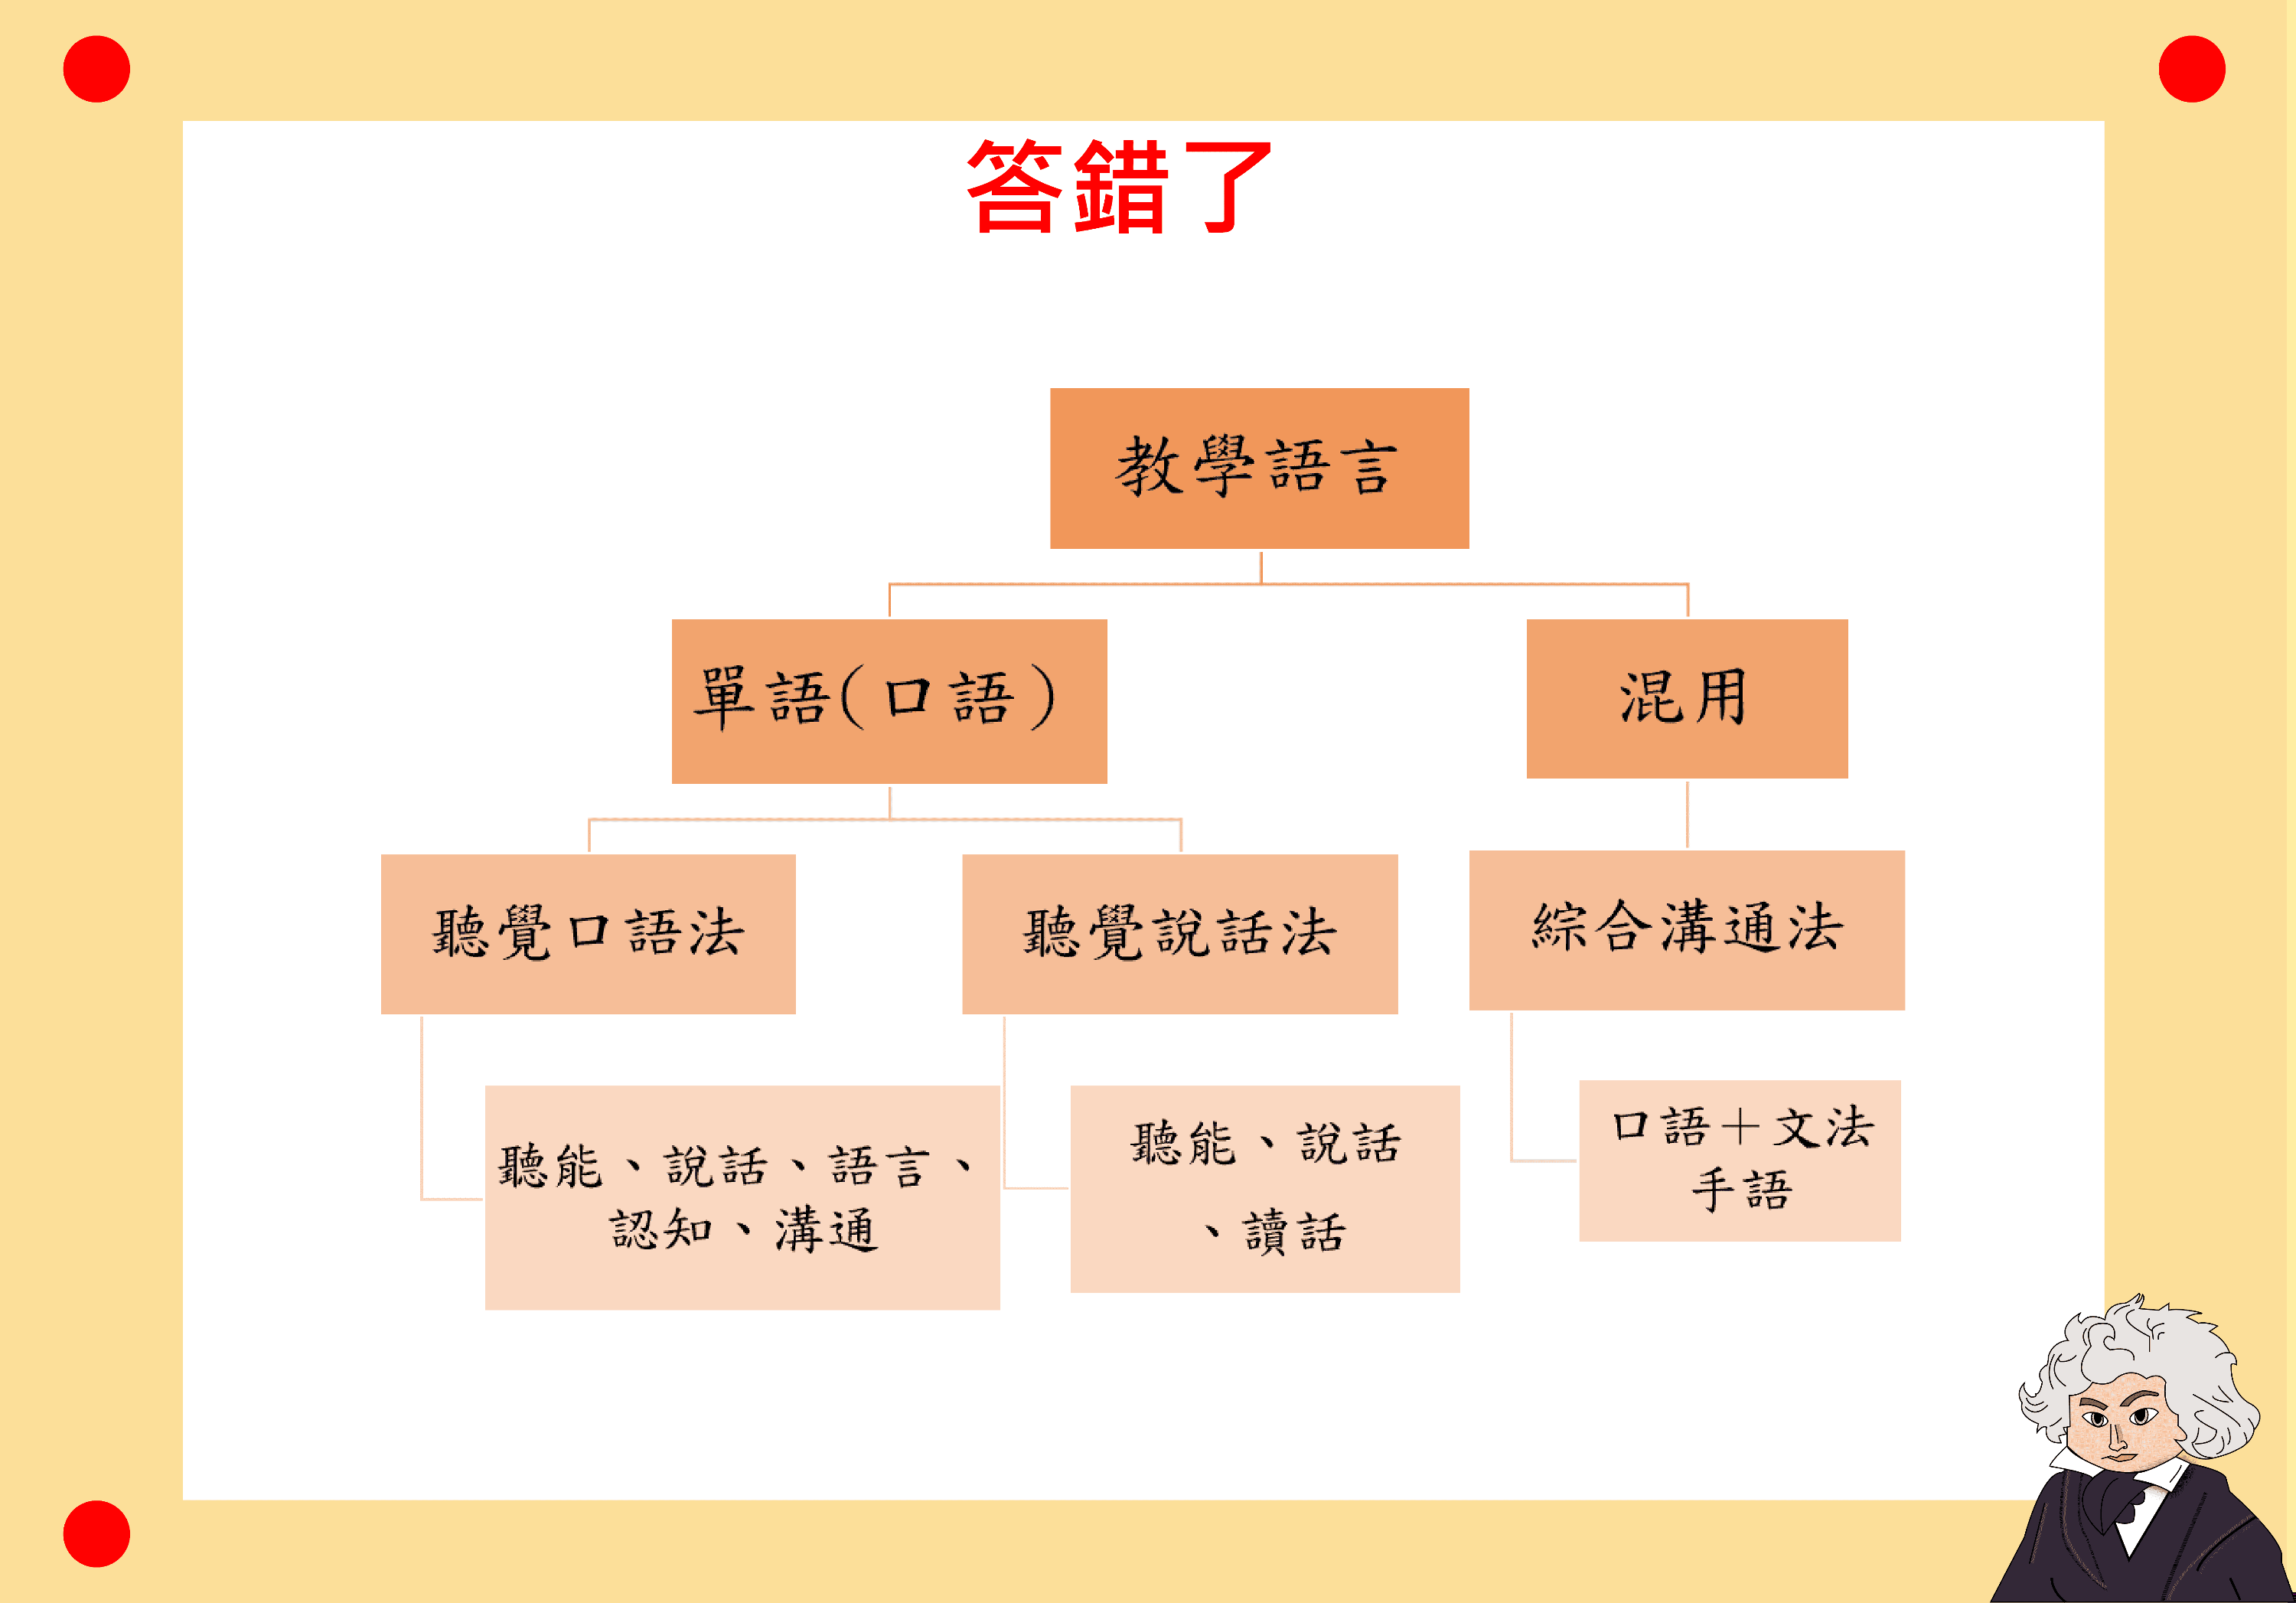 答錯了
教學語言
單語(口語)
混用
聽覺口語法
聽覺說話法
綜合溝通法
聽能、說話、語言、
認知、溝通
聽能、說話
、讀話
口語＋文法
手語